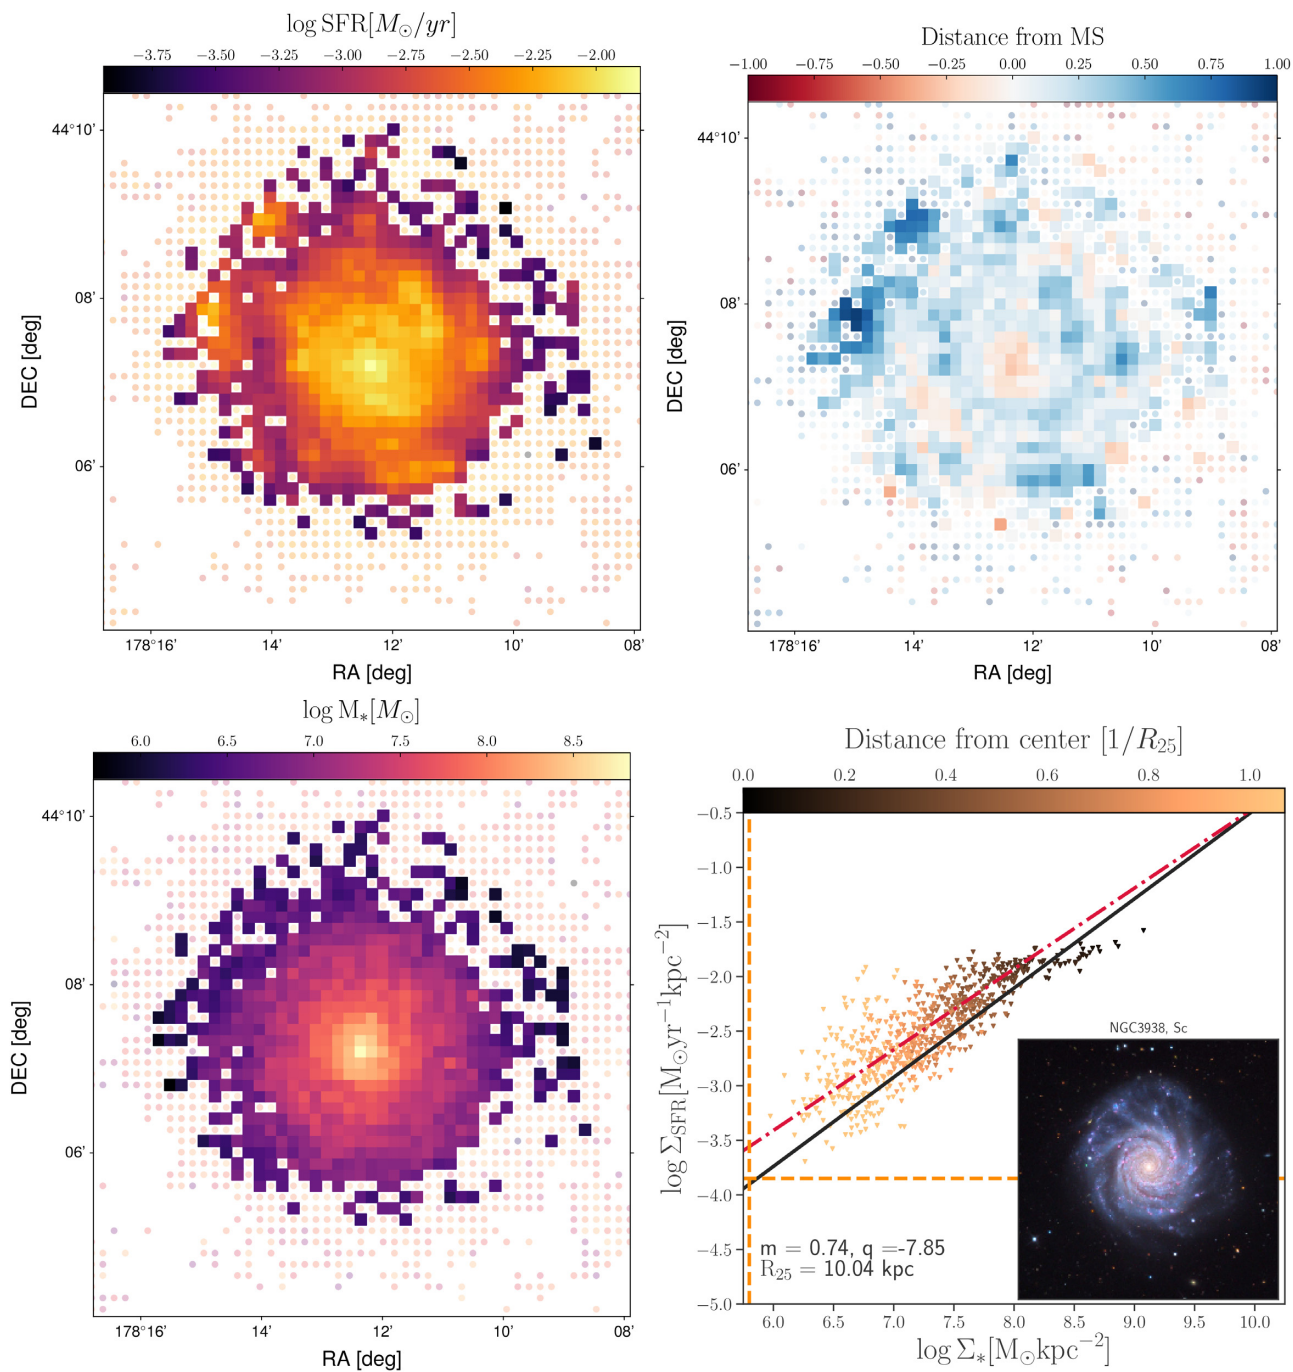 log SFR[M⊙/yr]
−3.75 −3.50 −3.25 −3.00 −2.75 −2.50 −2.25 −2.00
44°10'
08'
06'
DEC [deg]
178°16' 14' 12' 10' 08'
RA [deg]
Distance from MS
−1.00 −0.75 −0.50 −0.25 0.00 0.25 0.50 0.75 1.00
44°10'
08'
06'
DEC [deg]
178°16' 14' 12' 10' 08'
RA [deg]
log M∗[M⊙]
6.0 6.5 7.0 7.5 8.0 8.5
44°10'
08'
06'
DEC [deg]
178°16' 14' 12' 10' 08'
RA [deg]
Distance from center [1/R25]
0.0 0.2 0.4 0.6 0.8 1.0
−0.5
−1.0
−1.5
−2.0
−2.5
−3.0
−3.5
−4.0
−4.5
−5.0
log ΣSFR[M⊙yr−1kpc−2]
NGC3938, Sc
m = 0.74, q =-7.85
R25 = 10.04 kpc
6.0 6.5 7.0 7.5 8.0 8.5 9.0 9.5 10.0
log Σ∗[M⊙kpc−2]